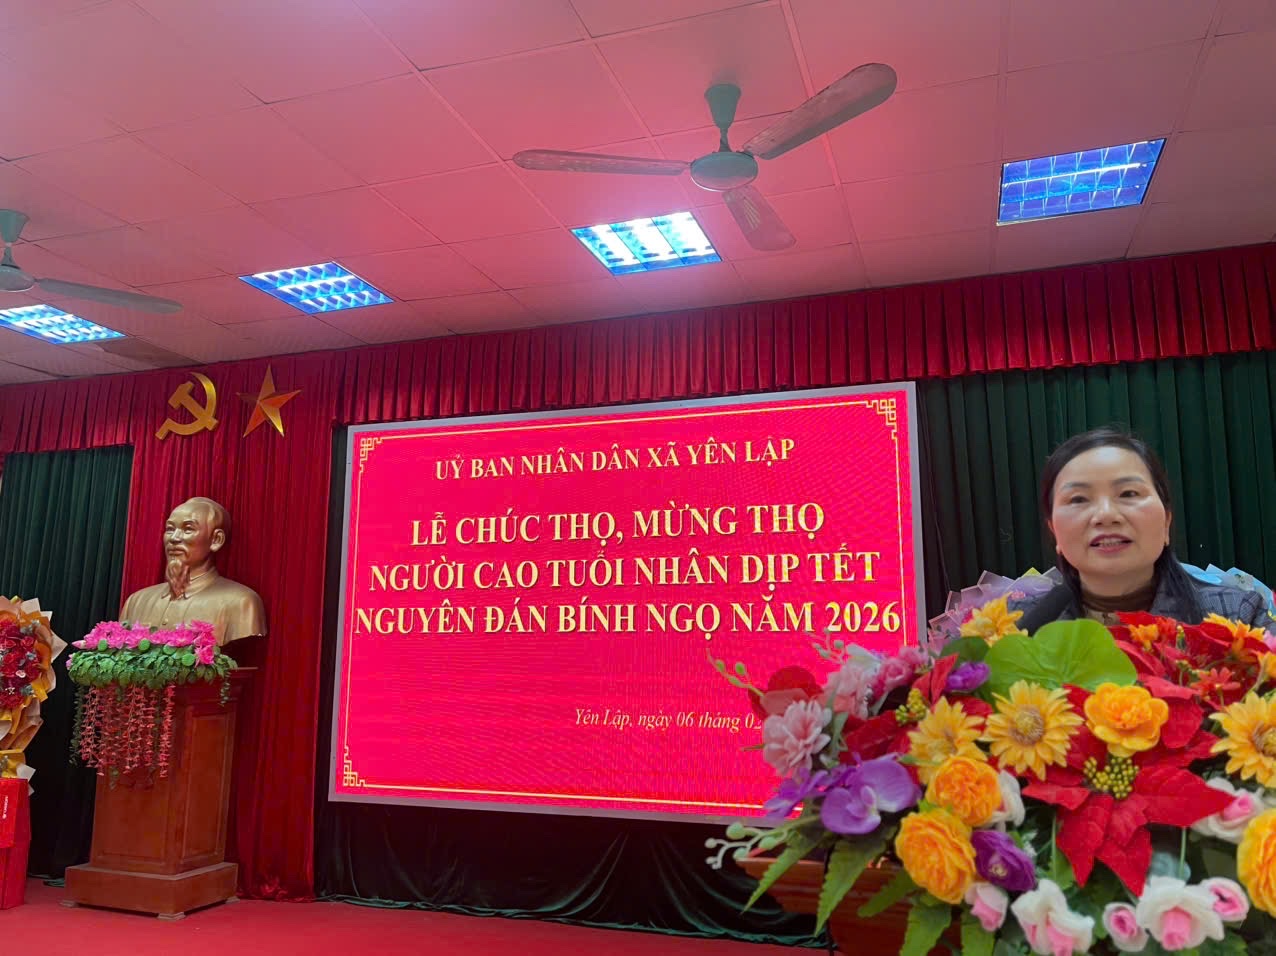 UỶ BAN NHÂN DÂN XÃ YÊN LẬP
LỄ CHÚC THỌ, MỪNG THỌ
NGƯỜI CAO TUỔI NHÂN DỊP TẾT
NGUYÊN ĐÁN BÍNH NGỌ NĂM 2026
Yên Lập, ngày 06 tháng 02